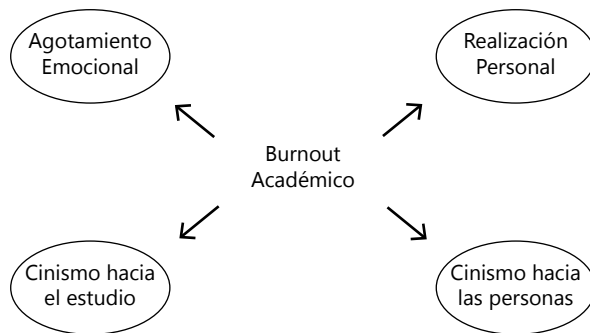 Agotamiento
Emocional
Realización
Personal
Burnout
Académico
Cinismo hacia
el estudio
Cinismo hacia
las personas